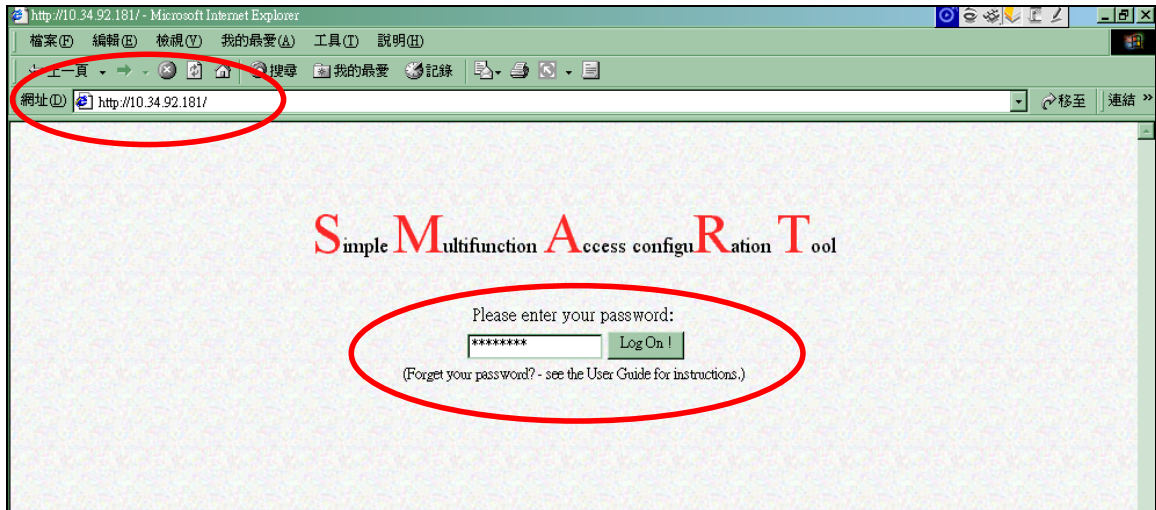 http://10.34.92.181/ - Microsoft Internet Explorer
檔案(F) 編輯(E) 檢視(V) 我的最愛(A) 工具(T) 說明(H)
上一頁 搜尋 我的最愛 記錄
網址(D) http://10.34.92.181/ 移至 連結 »
Simple Multifunction Access configuRation Tool
Please enter your password:
******** Log On !
(Forget your password? - see the User Guide for instructions.)